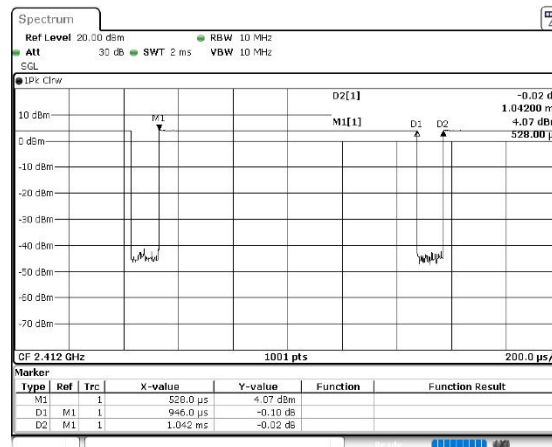 Spectrum
Ref Level 20.00 dBm RBW 10 MHz
Att 30 dB SWT 2 ms VBW 10 MHz
SGL
1Pk Clrw
D2[1] -0.02 d
1.04200 m
M1[1] 4.07 dBm
528.00 µs
M1 D1 D2
10 dBm
0 dBm
-10 dBm
-20 dBm
-30 dBm
-40 dBm
-50 dBm
-60 dBm
-70 dBm
CF 2.412 GHz 1001 pts 200.0 µs/
Marker
Type Ref Trc X-value Y-value Function Function Result
M1 1 528.0 µs 4.07 dBm
D1 M1 1 946.0 µs -0.10 dB
D2 M1 1 1.042 ms -0.02 dB